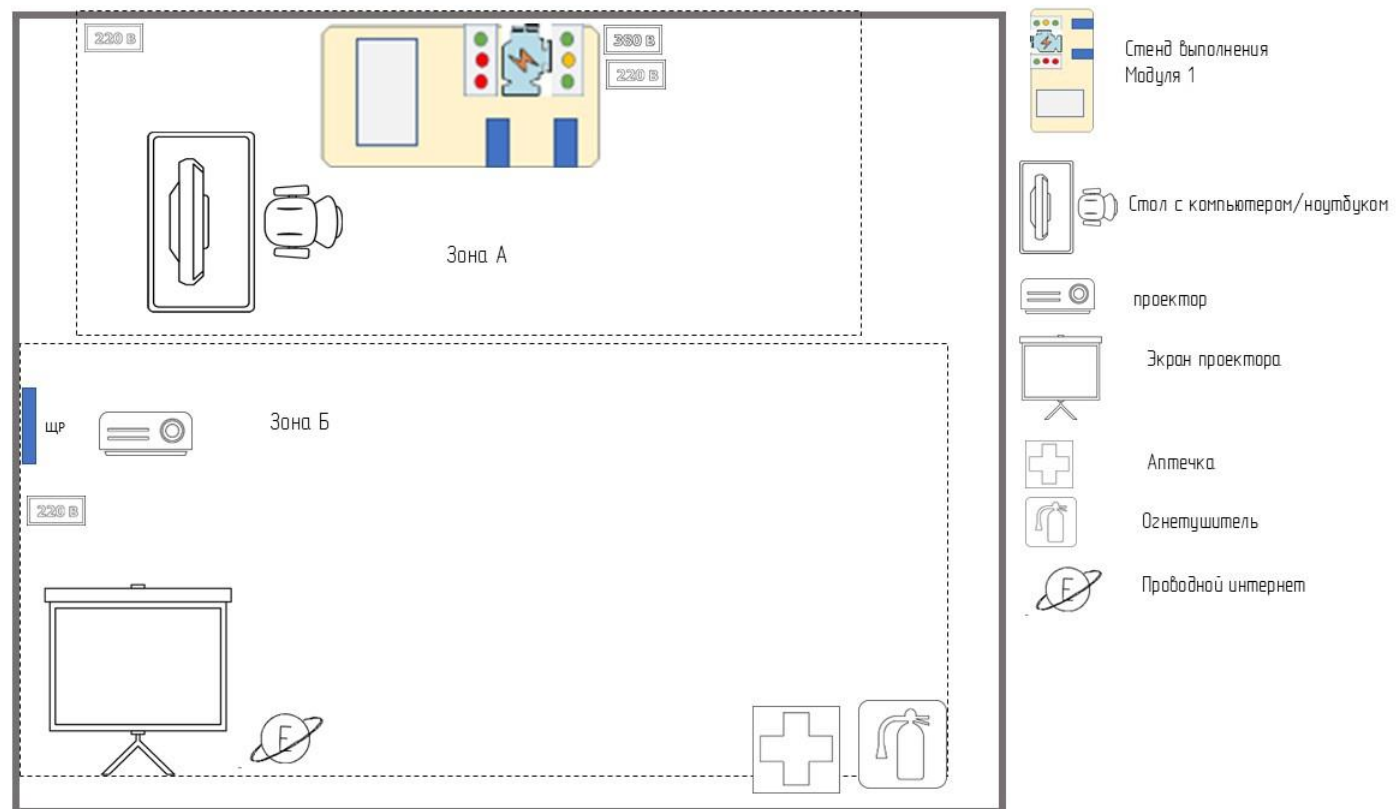 220 В
380 В
220 В
Зона А
ЩР
Зона Б
220 В
E
Стенд выполнения
Модуля 1
Стол с компьютером/ноутбуком
проектор
Экран проектора
Аптечка
Огнетушитель
E
Проводной интернет